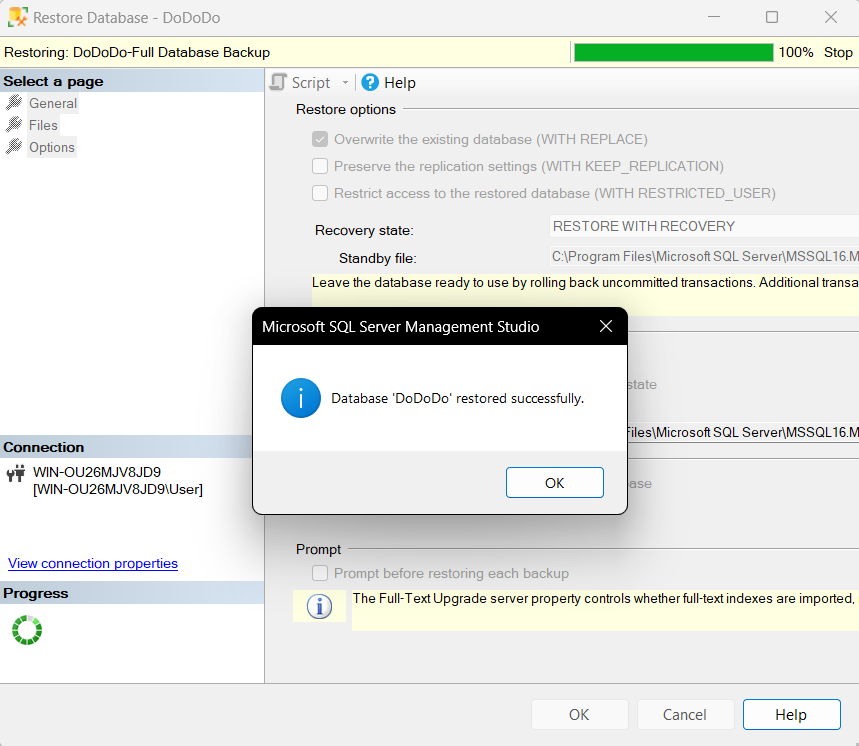 Restore Database - DoDoDo
Restoring: DoDoDo-Full Database Backup
100% Stop
Select a page
General
Files
Options
Script
Help
Restore options
Overwrite the existing database (WITH REPLACE)
Preserve the replication settings (WITH KEEP_REPLICATION)
Restrict access to the restored database (WITH RESTRICTED_USER)
Recovery state:
RESTORE WITH RECOVERY
Standby file:
C:\Program Files\Microsoft SQL Server\MSSQL16.M
Leave the database ready to use by rolling back uncommitted transactions. Additional transa
Microsoft SQL Server Management Studio
Database 'DoDoDo' restored successfully.
OK
state
Files\Microsoft SQL Server\MSSQL16.M
ase
Connection
WIN-OU26MJV8JD9
[WIN-OU26MJV8JD9\User]
View connection properties
Progress
Prompt
Prompt before restoring each backup
The Full-Text Upgrade server property controls whether full-text indexes are imported,
OK
Cancel
Help